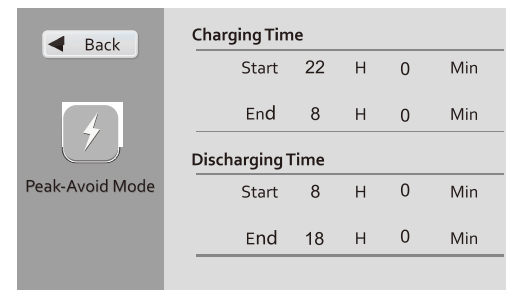 Back
Peak-Avoid Mode
Charging Time
Start 22 H 0 Min
End 8 H 0 Min
Discharging Time
Start 8 H 0 Min
End 18 H 0 Min